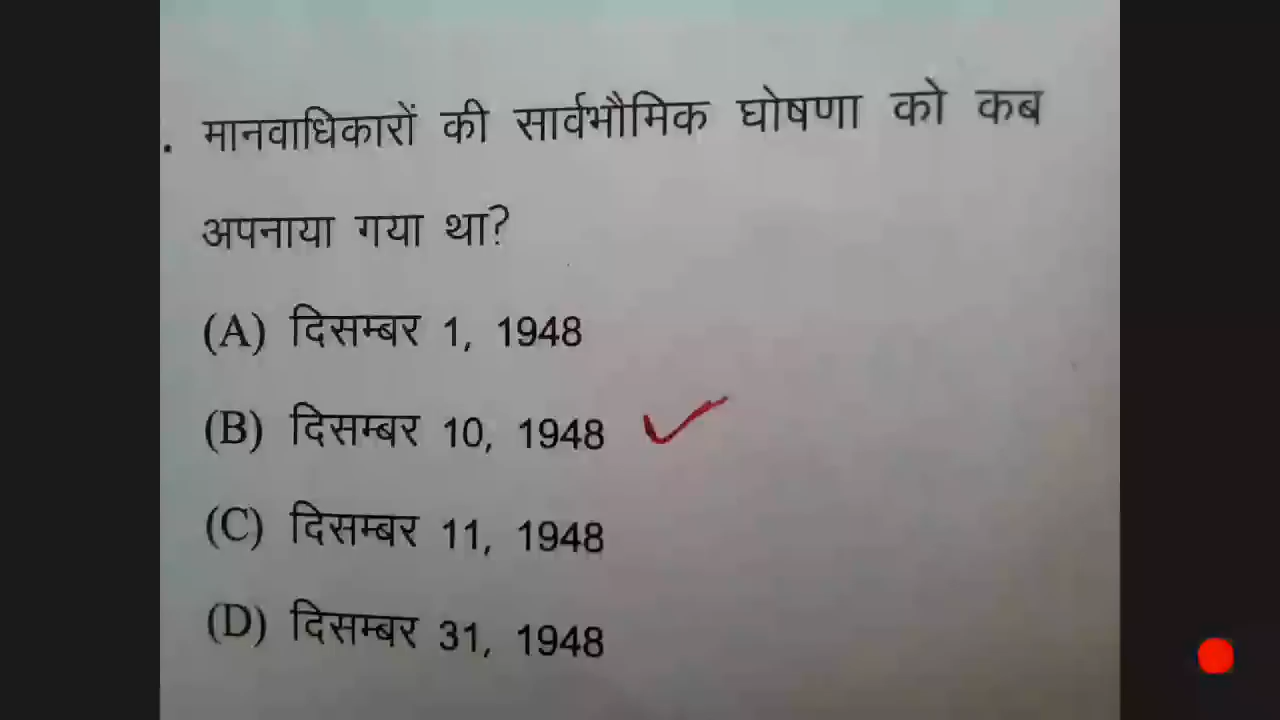 . मानवाधिकारों की सार्वभौमिक घोषणा को कब
अपनाया गया था?
(A) दिसम्बर 1, 1948
(B) दिसम्बर 10, 1948
(C) दिसम्बर 11, 1948
(D) दिसम्बर 31, 1948